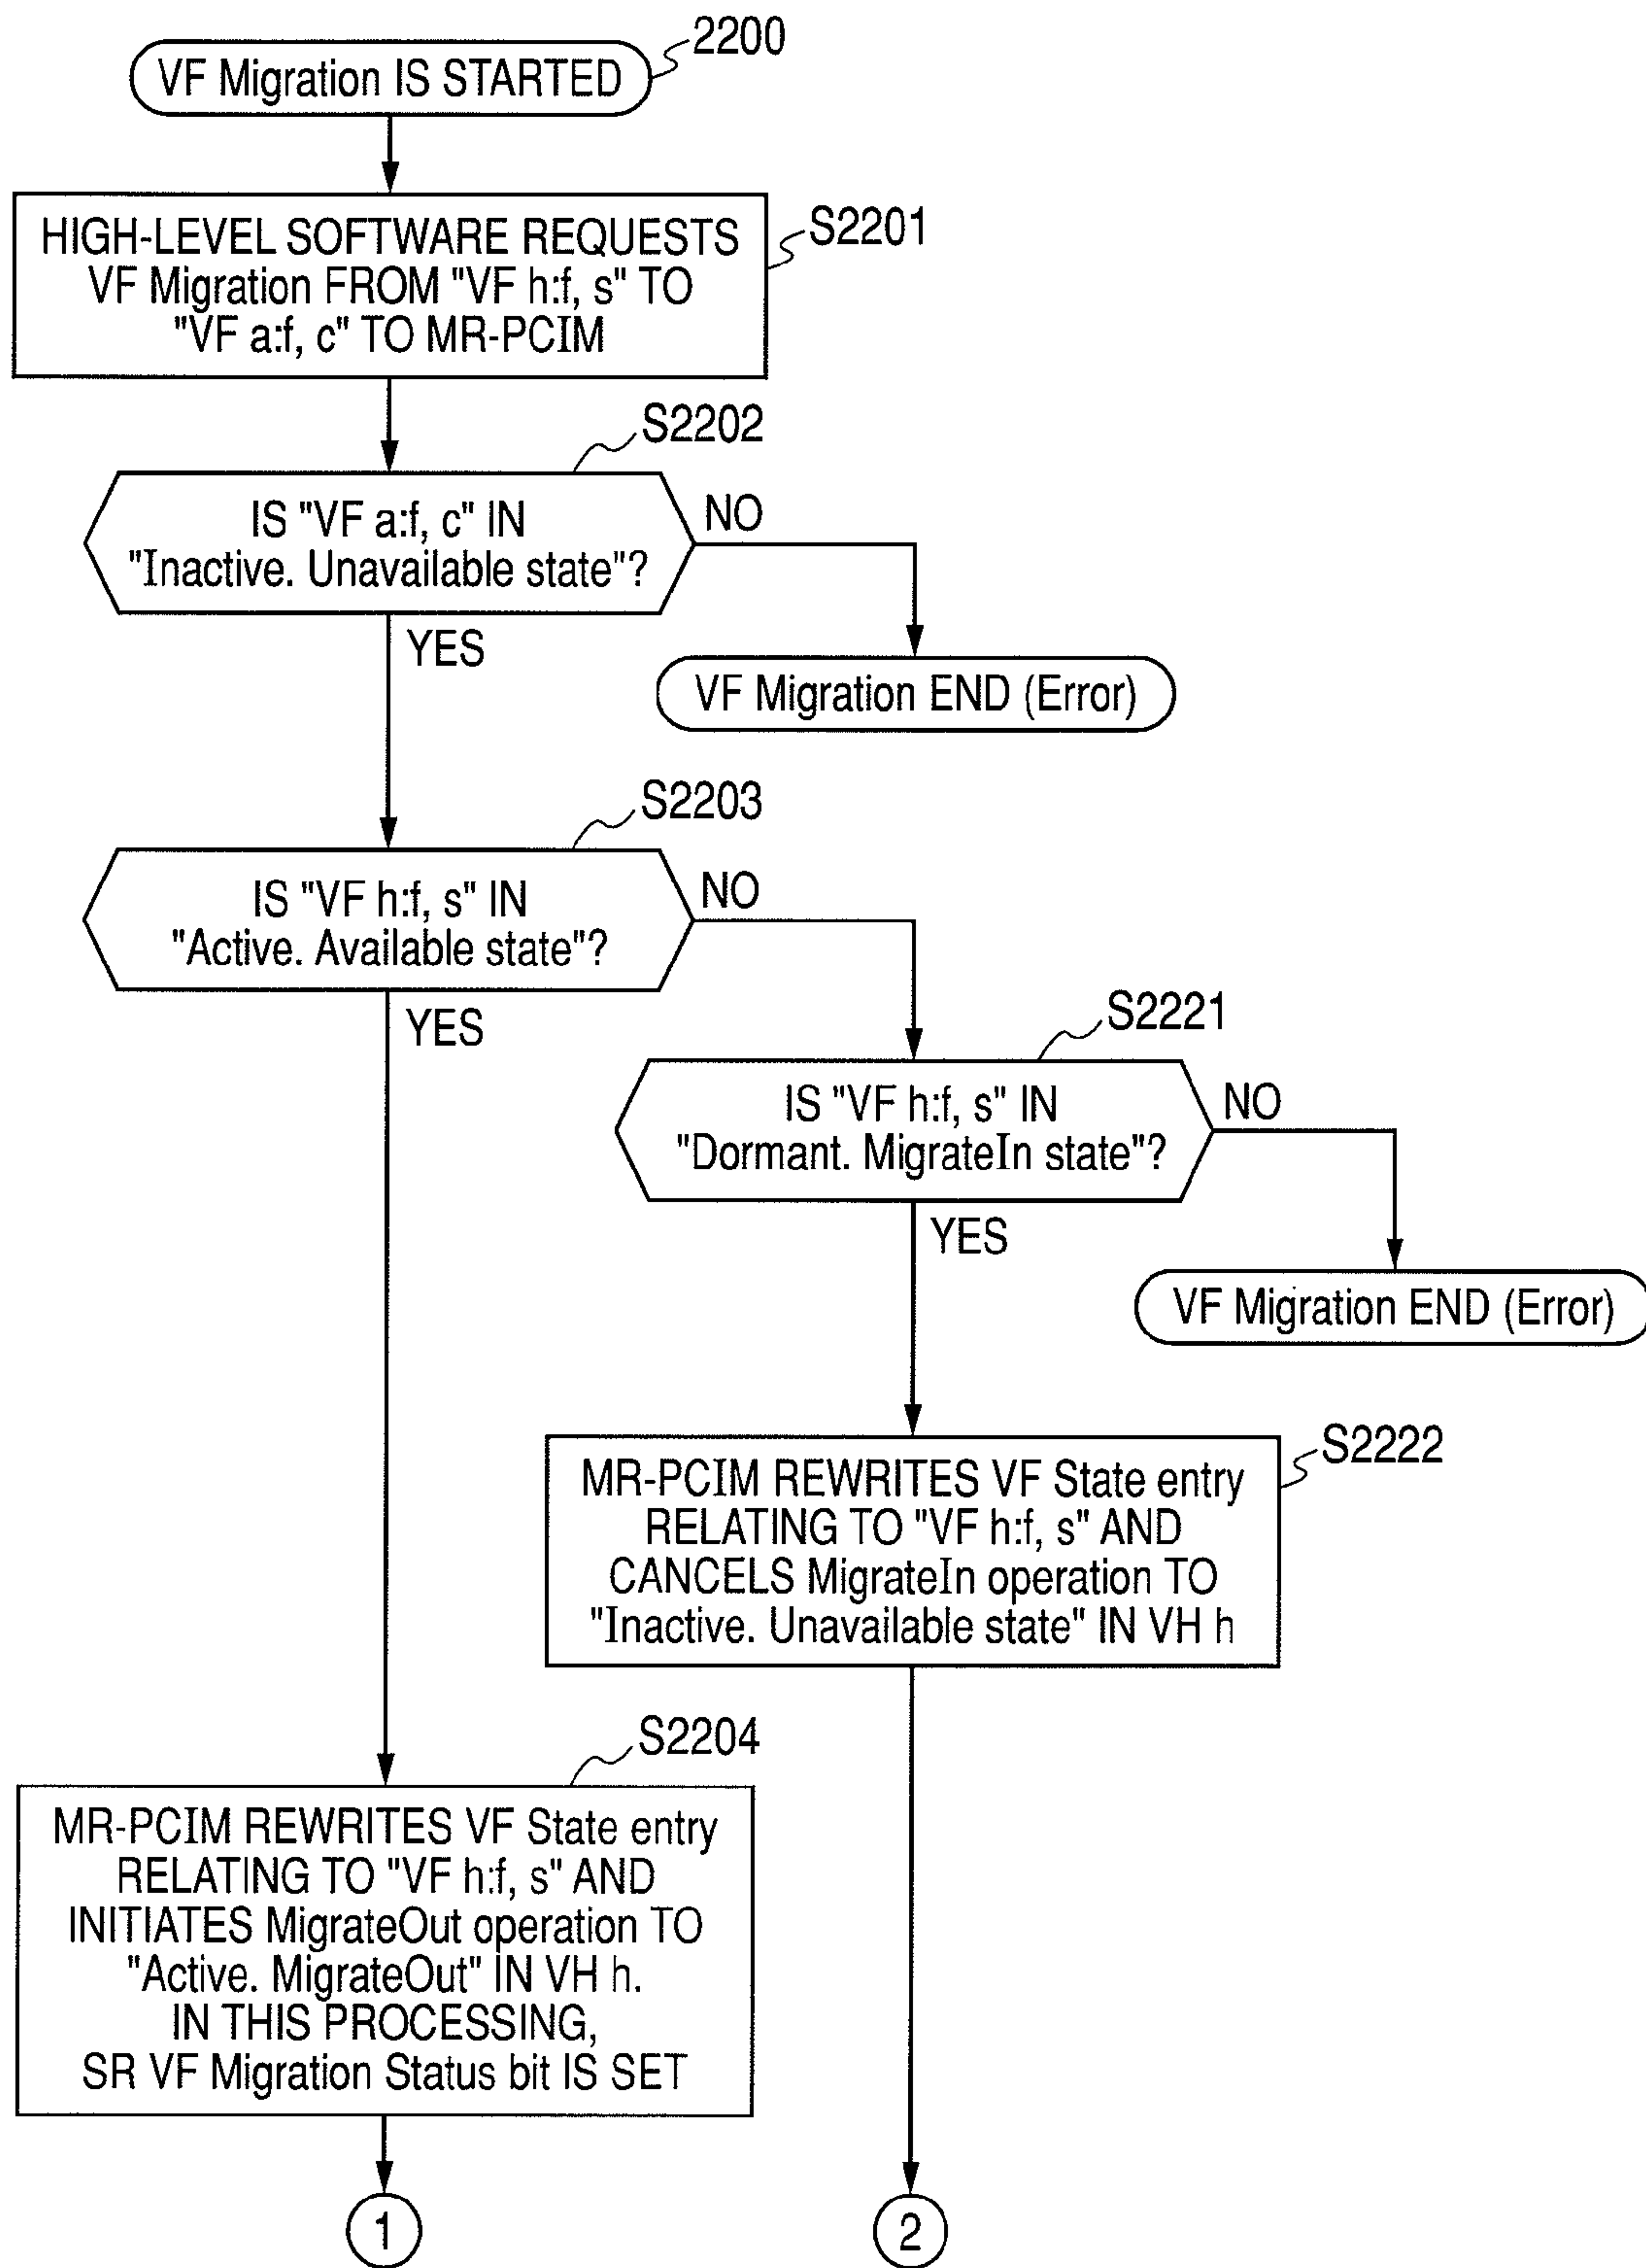 2200
VF Migration IS STARTED
S2201
HIGH-LEVEL SOFTWARE REQUESTS
VF Migration FROM "VF h:f, s" TO
"VF a:f, c" TO MR-PCIM
S2202
IS "VF a:f, c" IN
"Inactive. Unavailable state"?
NO
YES
VF Migration END (Error)
S2203
IS "VF h:f, s" IN
"Active. Available state"?
NO
YES
S2221
IS "VF h:f, s" IN
"Dormant. MigrateIn state"?
NO
YES
VF Migration END (Error)
S2222
MR-PCIM REWRITES VF State entry
RELATING TO "VF h:f, s" AND
CANCELS MigrateIn operation TO
"Inactive. Unavailable state" IN VH h
S2204
MR-PCIM REWRITES VF State entry
RELATING TO "VF h:f, s" AND
INITIATES MigrateOut operation TO
"Active. MigrateOut" IN VH h.
IN THIS PROCESSING,
SR VF Migration Status bit IS SET
1
2